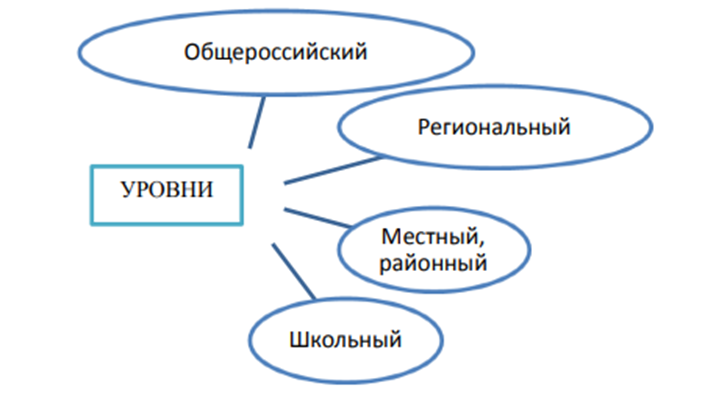 Общероссийский
Региональный
УРОВНИ
Местный,
районный
Школьный